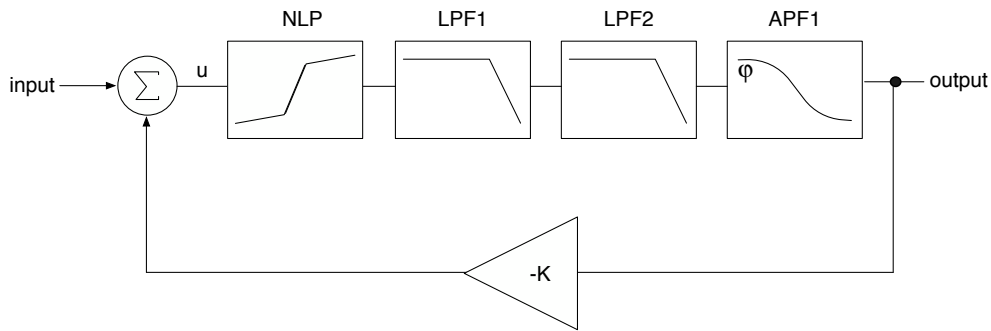 NLP
LPF1
LPF2
APF1
input
Σ
u
φ
output
-K